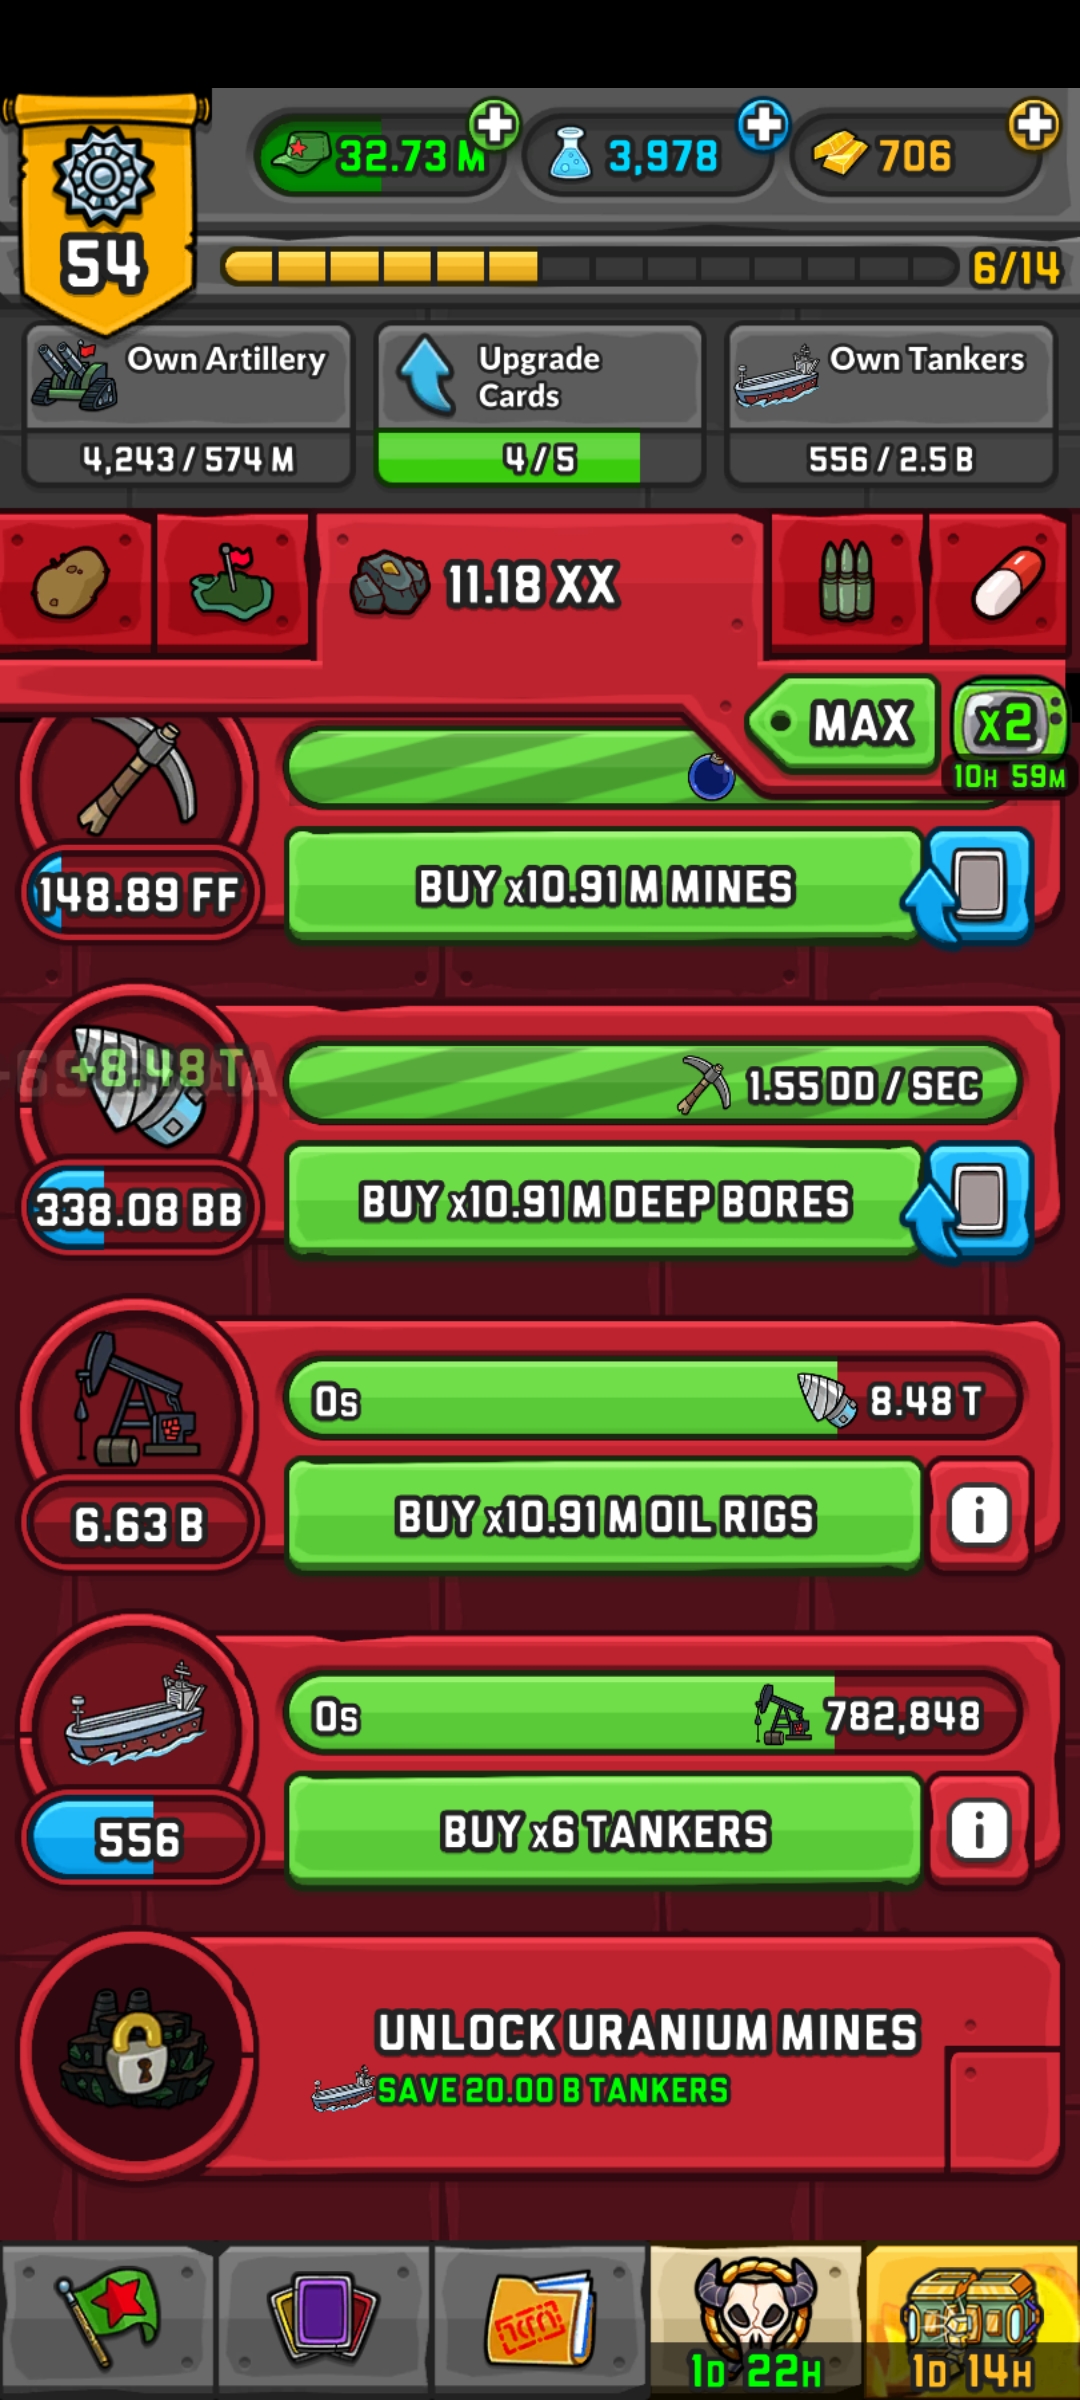 32.73 M
3,978
706
54
6/14
Own Artillery
4,243 / 574 M
Upgrade
Cards
4 / 5
Own Tankers
556 / 2.5 B
11.18 XX
MAX
x2
10H 59M
148.89 FF
BUY x10.91 M MINES
+8.48 T
1.55 DD / SEC
338.08 BB
BUY x10.91 M DEEP BORES
0s
8.48 T
6.63 B
BUY x10.91 M OIL RIGS
i
0s
782,848
556
BUY x6 TANKERS
i
UNLOCK URANIUM MINES
SAVE 20.00 B TANKERS
1D 22H
1D 14H